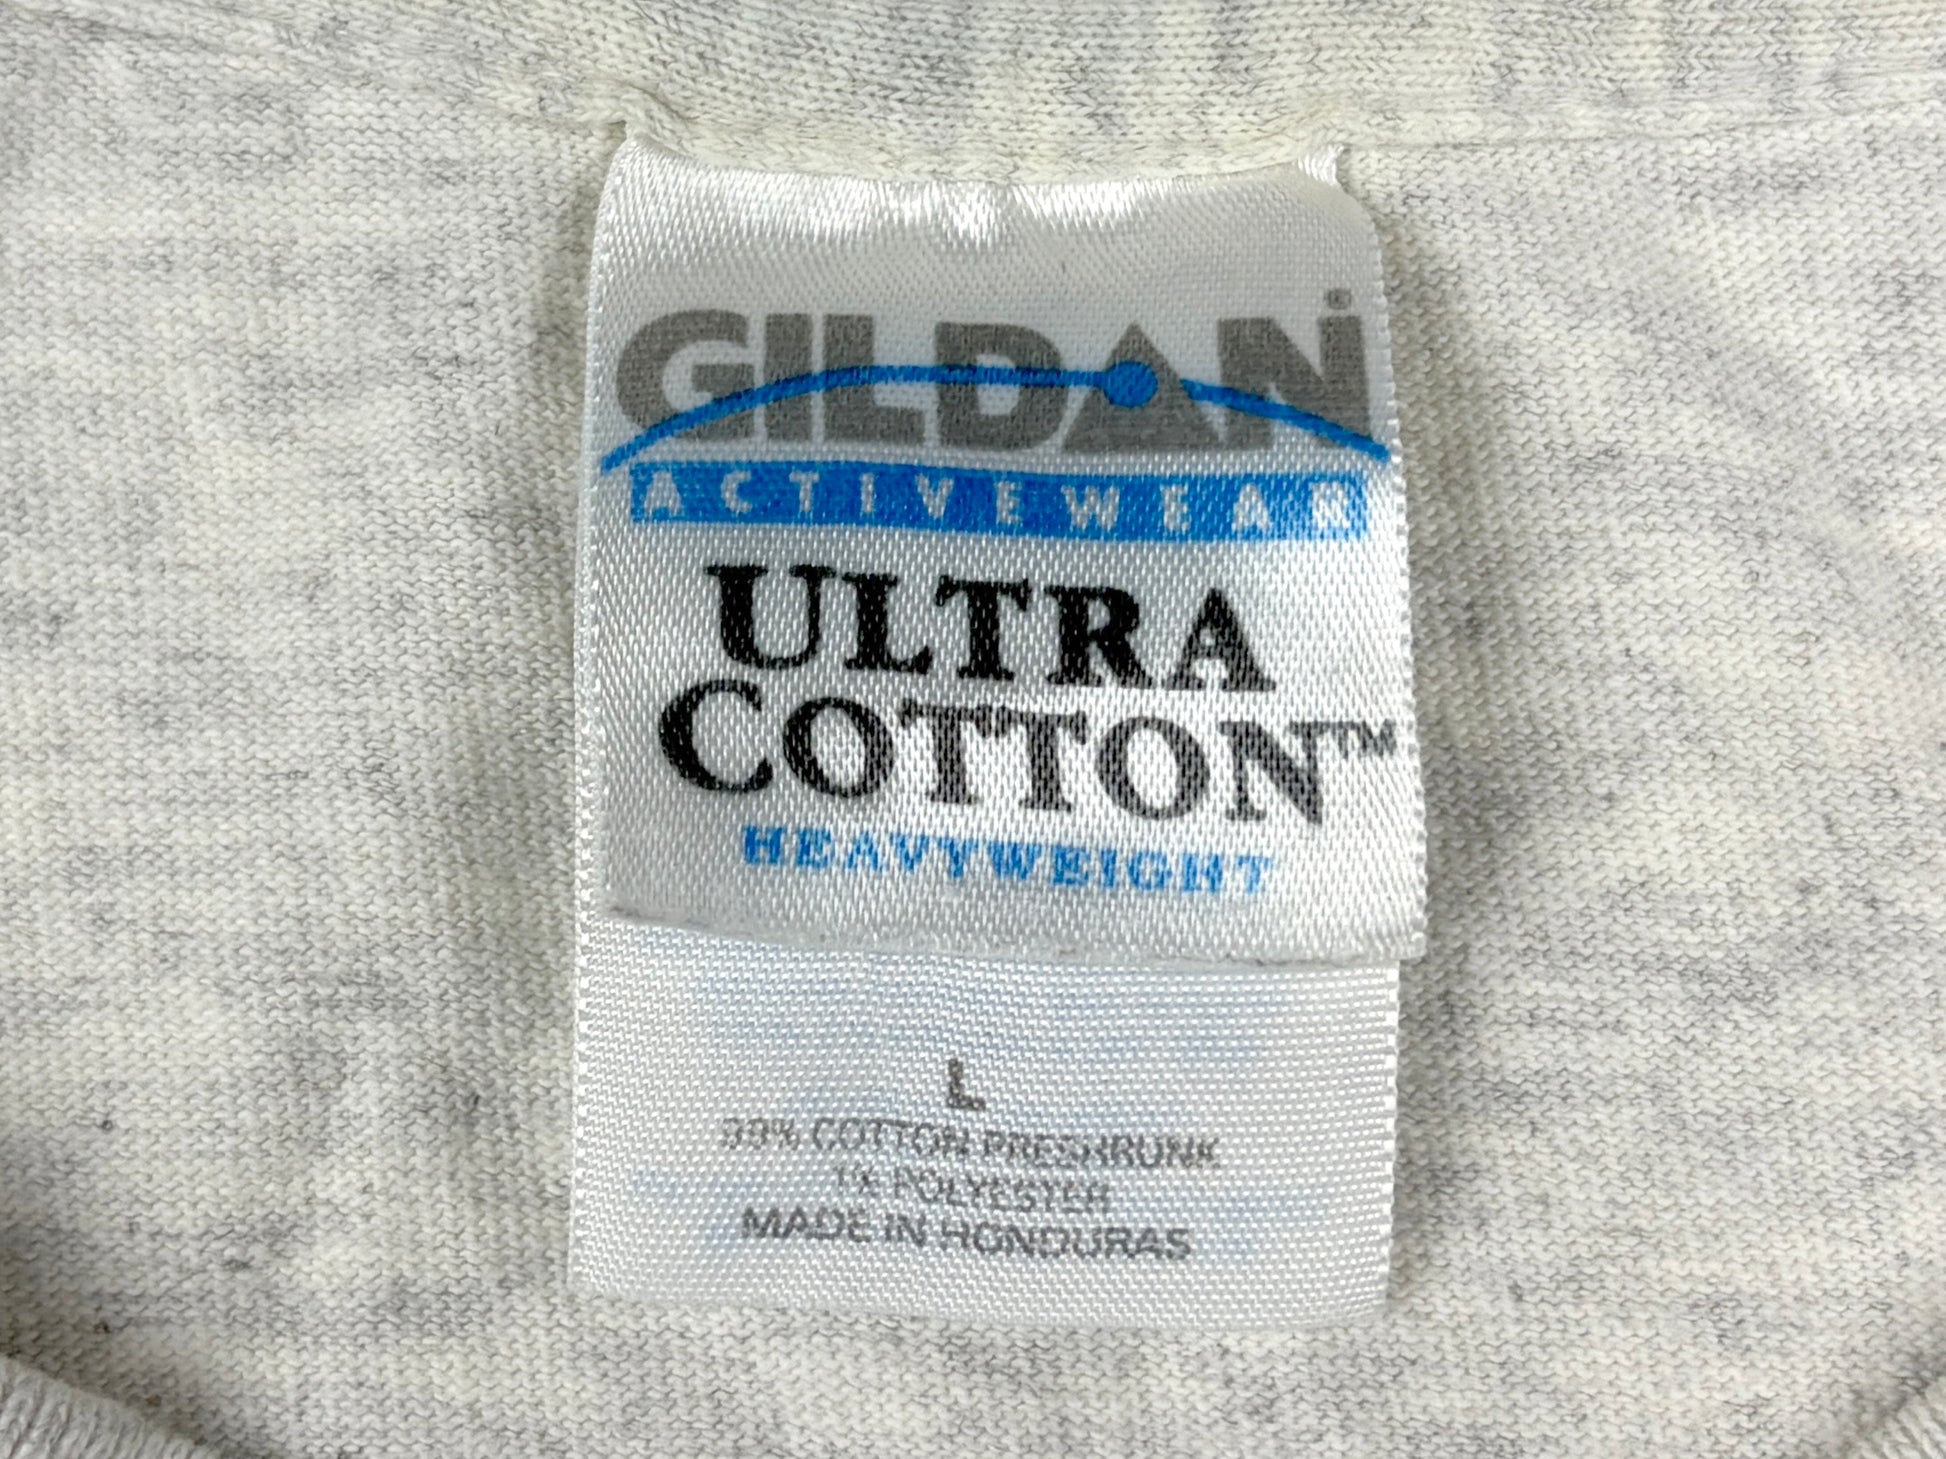 GILDAN®
ACTIVEWEAR
ULTRA
COTTON™
HEAVYWEIGHT
L
99% COTTON PRESHRUNK
1% POLYESTER
MADE IN HONDURAS